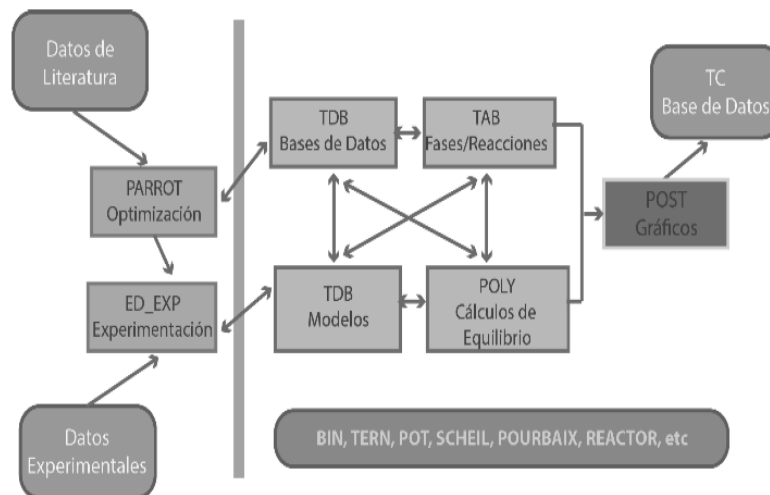 Datos de
Literatura
PARROT
Optimización
ED_EXP
Experimentación
Datos
Experimentales
TDB
Bases de Datos
TAB
Fases/Reacciones
TDB
Modelos
POLY
Cálculos de
Equilibrio
POST
Gráficos
TC
Base de Datos
BIN, TERN, POT, SCHEIL, POURBAIX, REACTOR, etc